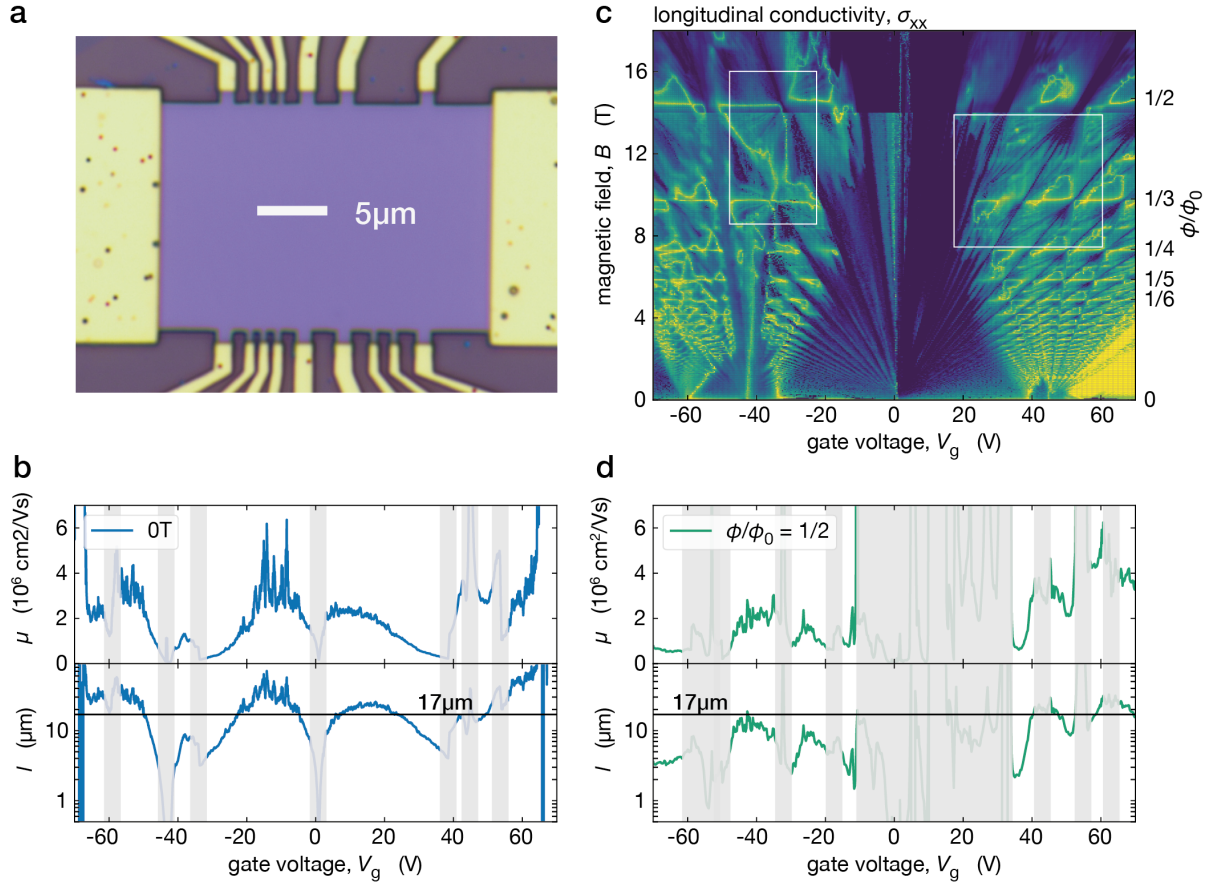 a
5µm
c
longitudinal conductivity, σxx
magnetic field, B (T)
16
12
8
4
0
-60
-40
-20
0
20
40
60
gate voltage, Vg (V)
1/2
1/3
1/4
1/5
1/6
0
ϕ/ϕ0
b
0T
µ (10⁶ cm2/Vs)
6
4
2
0
17µm
l (µm)
10
1
-60
-40
-20
0
20
40
60
gate voltage, Vg (V)
d
ϕ/ϕ0 = 1/2
µ (10⁶ cm²/Vs)
6
4
2
0
17µm
l (µm)
10
1
-60
-40
-20
0
20
40
60
gate voltage, Vg (V)